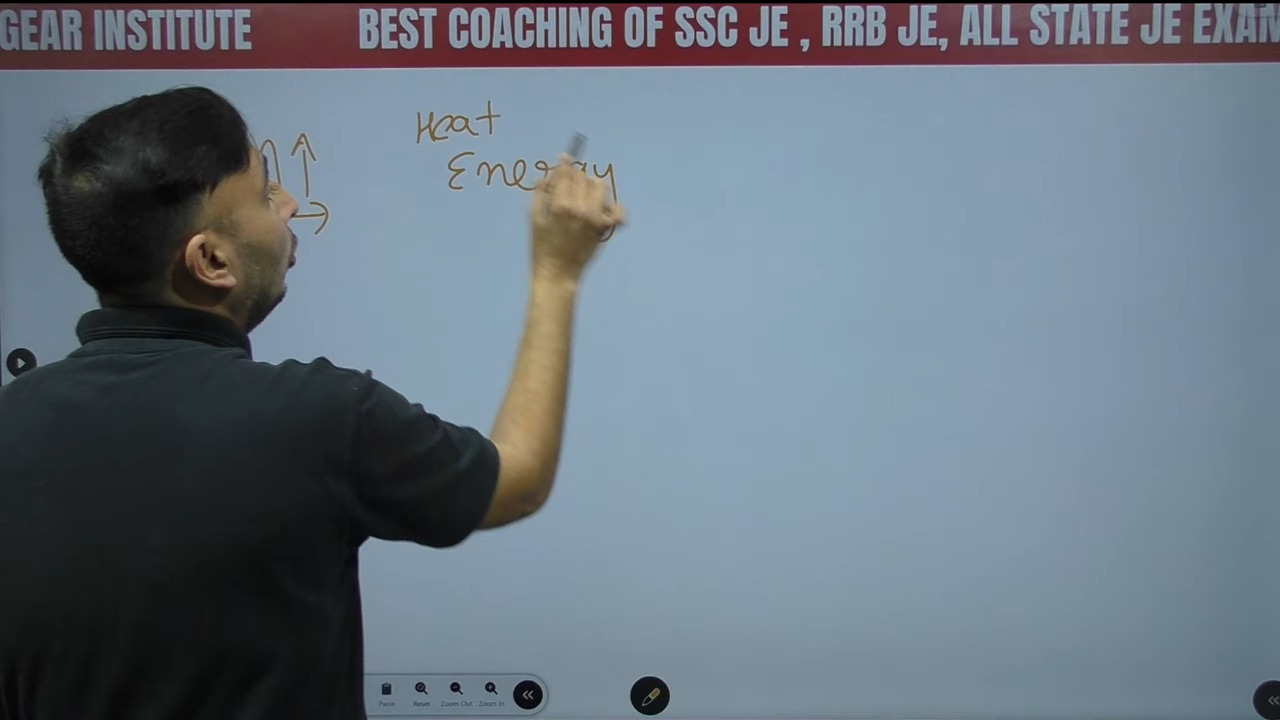 GEAR INSTITUTE BEST COACHING OF SSC JE , RRB JE, ALL STATE JE EXAM
Heat
Energy
Paste Reset Zoom Out Zoom In